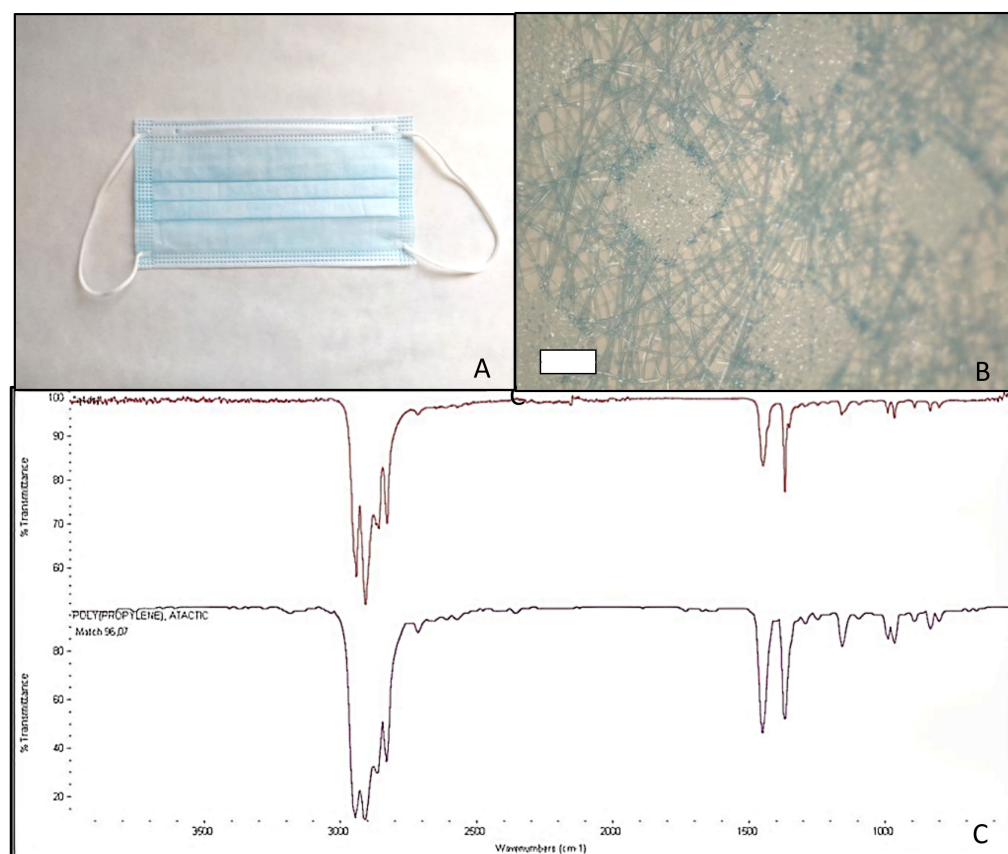 A
B
C
100
90
80
70
60
% Transmittance
POLY(PROPYLENE), ATACTIC
Match 96,07
80
60
40
20
% Transmittance
3500 3000 2500 2000 1500 1000
Wavenumbers (cm-1)
C